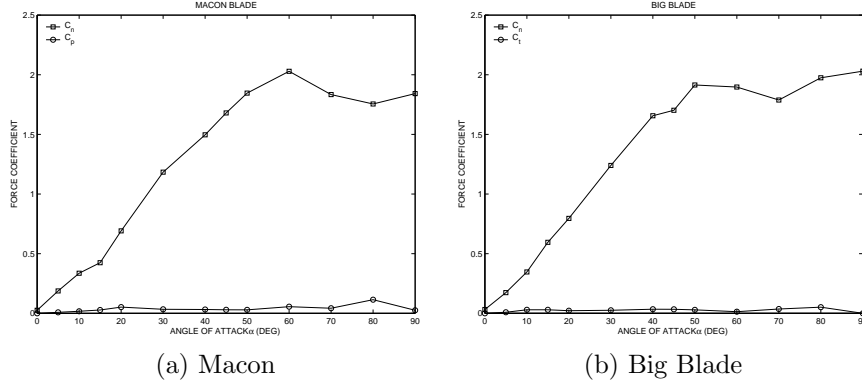 MACON BLADE
C_n
C_p
FORCE COEFFICIENT
2.5
2
1.5
1
0.5
0
0 10 20 30 40 50 60 70 80 90
ANGLE OF ATTACKα (DEG)
(a) Macon
BIG BLADE
C_n
C_t
FORCE COEFFICIENT
2.5
2
1.5
1
0.5
0
0 10 20 30 40 50 60 70 80 90
ANGLE OF ATTACKα (DEG)
(b) Big Blade